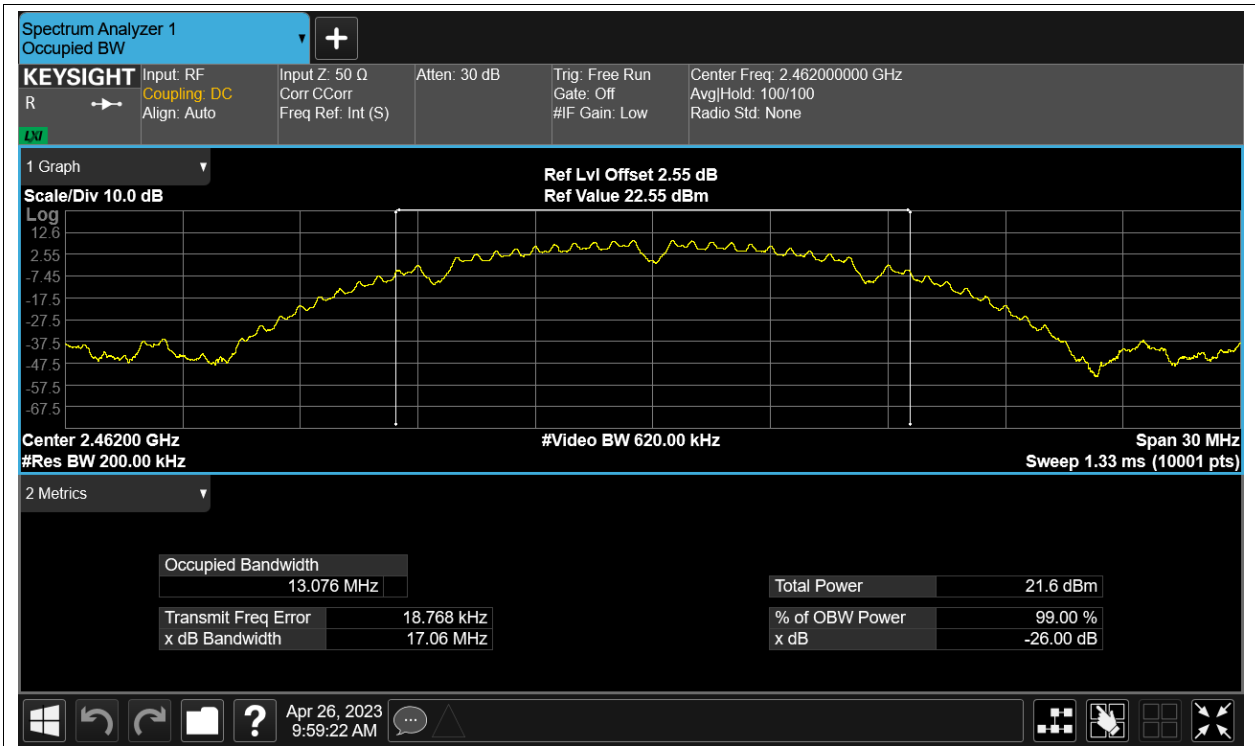 Spectrum Analyzer 1
Occupied BW
KEYSIGHT
R
LXI
Input: RF
Coupling: DC
Align: Auto
Input Z: 50 Ω
Corr CCorr
Freq Ref: Int (S)
Atten: 30 dB
Trig: Free Run
Gate: Off
#IF Gain: Low
Center Freq: 2.462000000 GHz
Avg|Hold: 100/100
Radio Std: None
1 Graph
Scale/Div 10.0 dB
Ref Lvl Offset 2.55 dB
Ref Value 22.55 dBm
Log
12.6
2.55
-7.45
-17.5
-27.5
-37.5
-47.5
-57.5
-67.5
Center 2.46200 GHz
#Res BW 200.00 kHz
#Video BW 620.00 kHz
Span 30 MHz
Sweep 1.33 ms (10001 pts)
2 Metrics
Occupied Bandwidth
13.076 MHz
Transmit Freq Error 18.768 kHz
x dB Bandwidth 17.06 MHz
Total Power 21.6 dBm
% of OBW Power 99.00 %
x dB -26.00 dB
?
Apr 26, 2023
9:59:22 AM